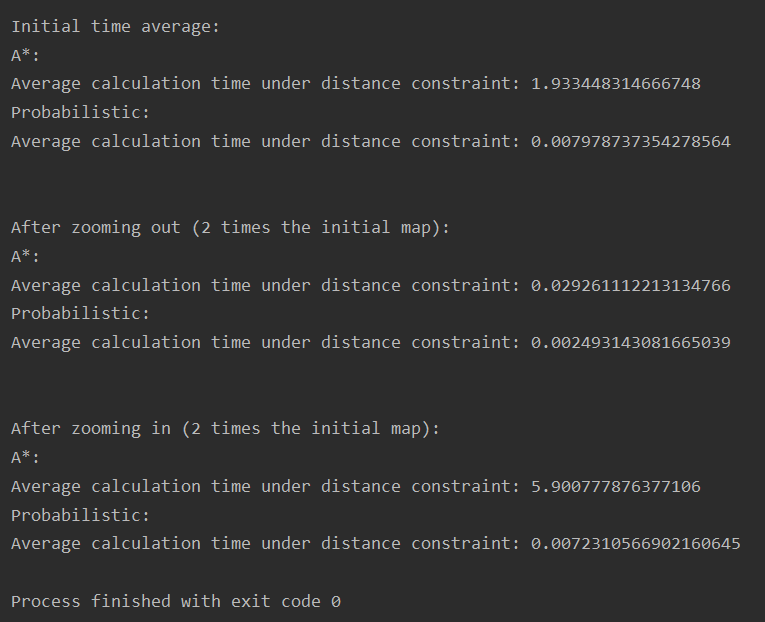 Initial time average:
A*:
Average calculation time under distance constraint: 1.933448314666748
Probabilistic:
Average calculation time under distance constraint: 0.007978737354278564
After zooming out (2 times the initial map):
A*:
Average calculation time under distance constraint: 0.029261112213134766
Probabilistic:
Average calculation time under distance constraint: 0.002493143081665039
After zooming in (2 times the initial map):
A*:
Average calculation time under distance constraint: 5.900777876377106
Probabilistic:
Average calculation time under distance constraint: 0.0072310566902160645
Process finished with exit code 0